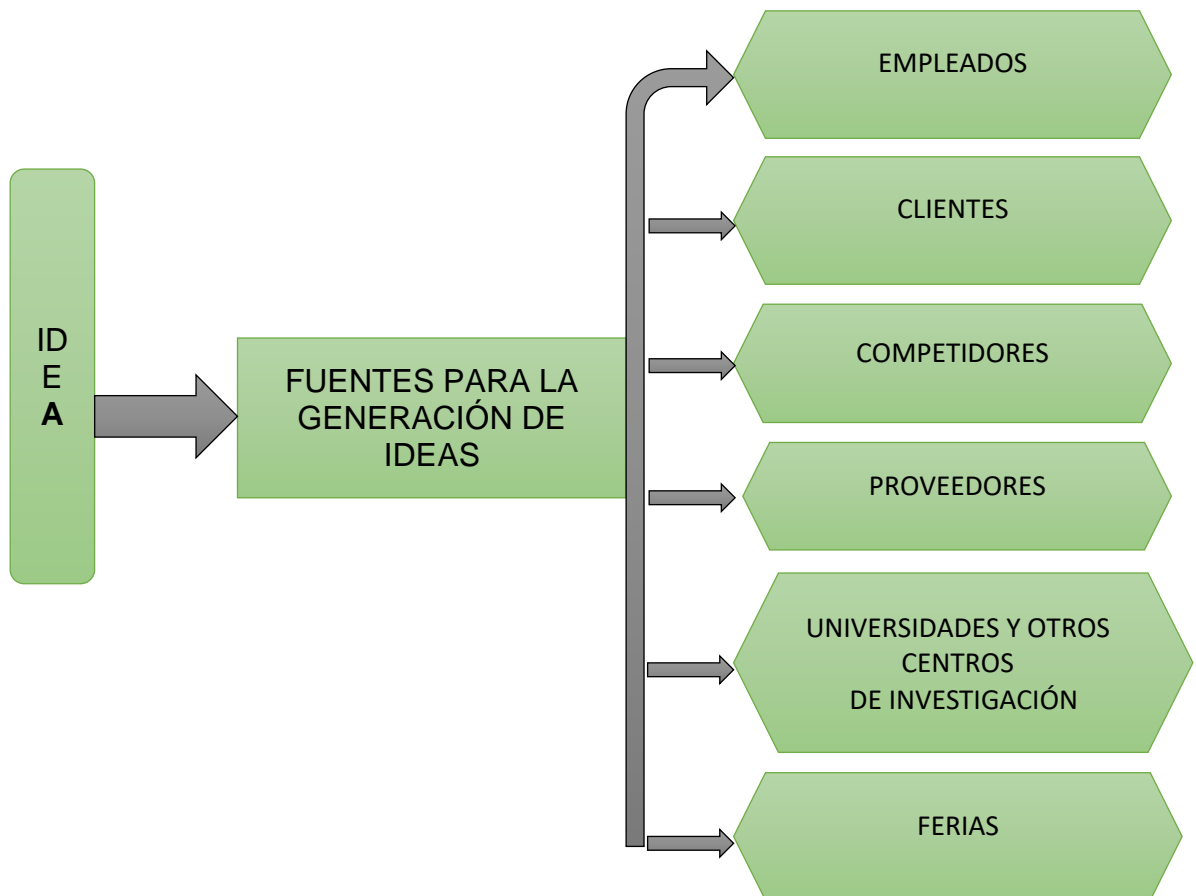 ID
E
A
FUENTES PARA LA
GENERACIÓN DE
IDEAS
EMPLEADOS
CLIENTES
COMPETIDORES
PROVEEDORES
UNIVERSIDADES Y OTROS
CENTROS
DE INVESTIGACIÓN
FERIAS